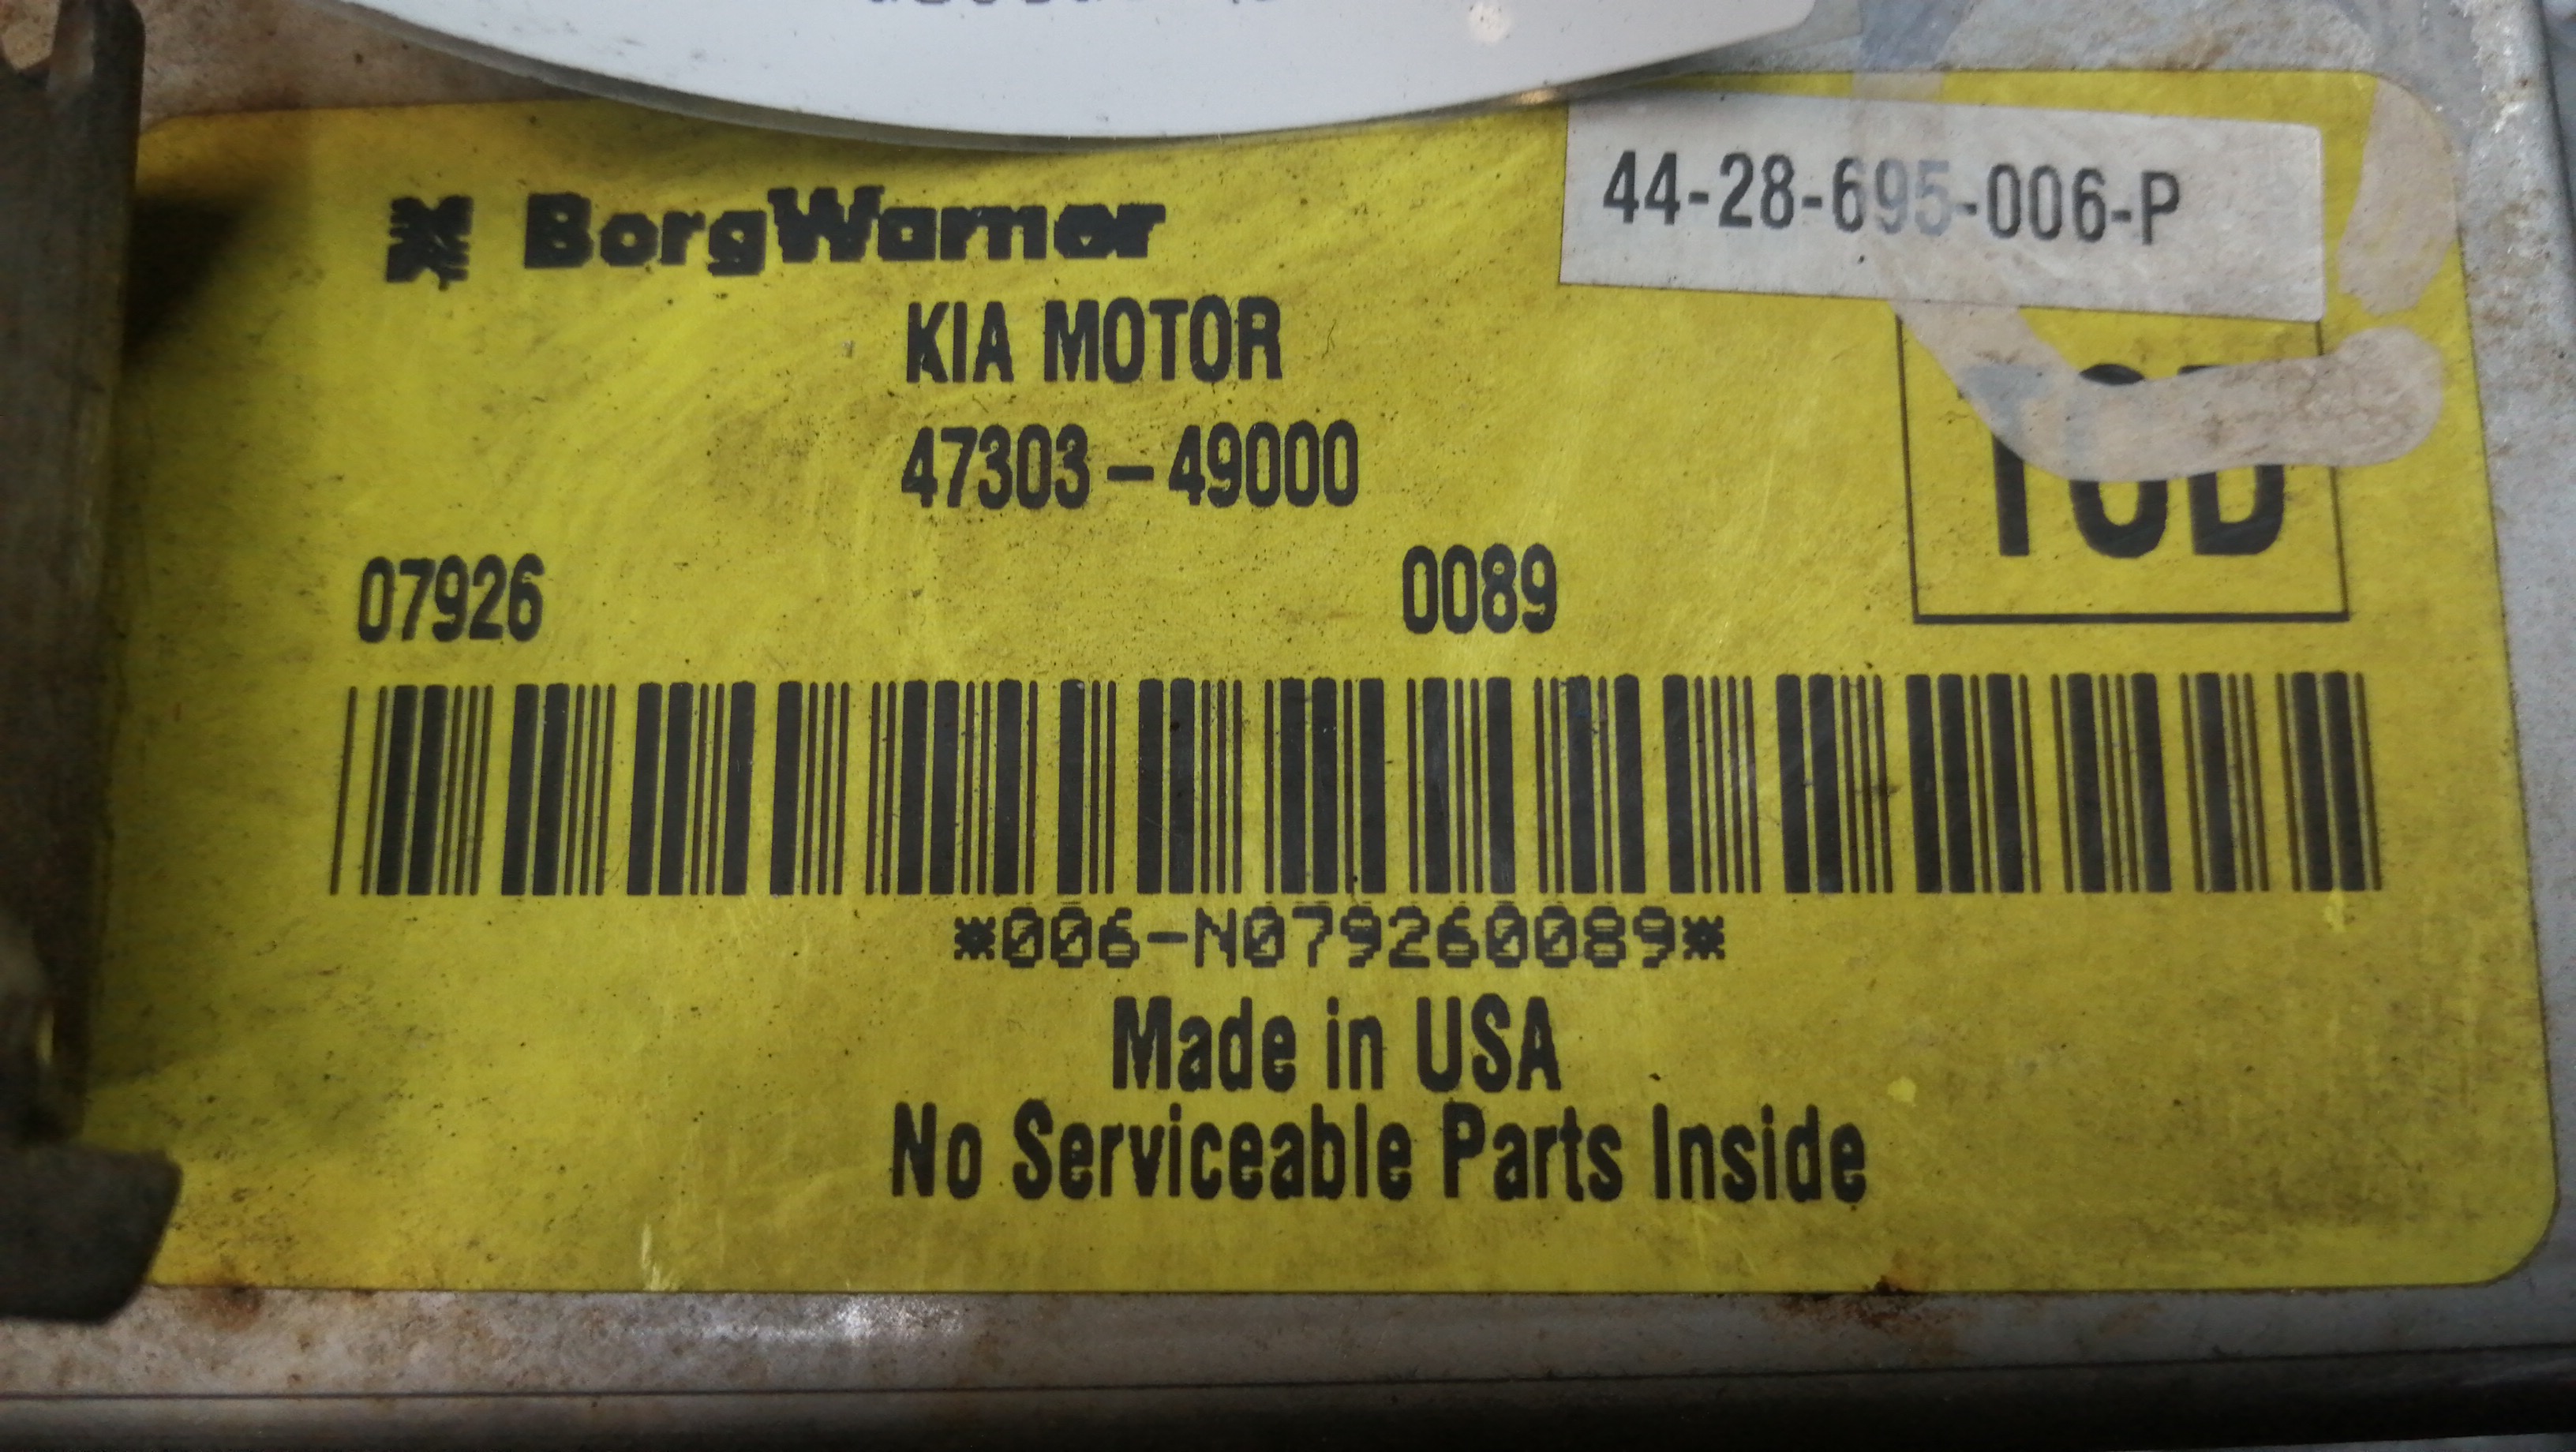 BorgWarner
44-28-695-006-P
KIA MOTOR
47303-49000
TOD
07926 0089
*006-N079260089*
Made in USA
No Serviceable Parts Inside